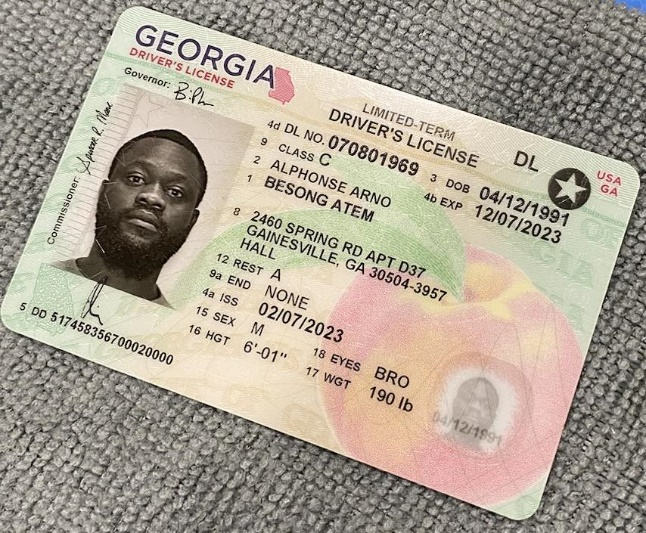 GEORGIA
DRIVER'S LICENSE
Governor:
LIMITED-TERM
DRIVER'S LICENSE DL
USA
GA
Commissioner:
4d DL NO. 070801969 3 DOB 04/12/1991
9 CLASS C 4b EXP 12/07/2023
2 ALPHONSE ARNO
1 BESONG ATEM
8 2460 SPRING RD APT D37
GAINESVILLE, GA 30504-3957
HALL
12 REST A
9a END NONE
4a ISS 02/07/2023
15 SEX M 18 EYES BRO
16 HGT 6'-01" 17 WGT 190 lb
5 DD 517458356700020000
04/12/1991